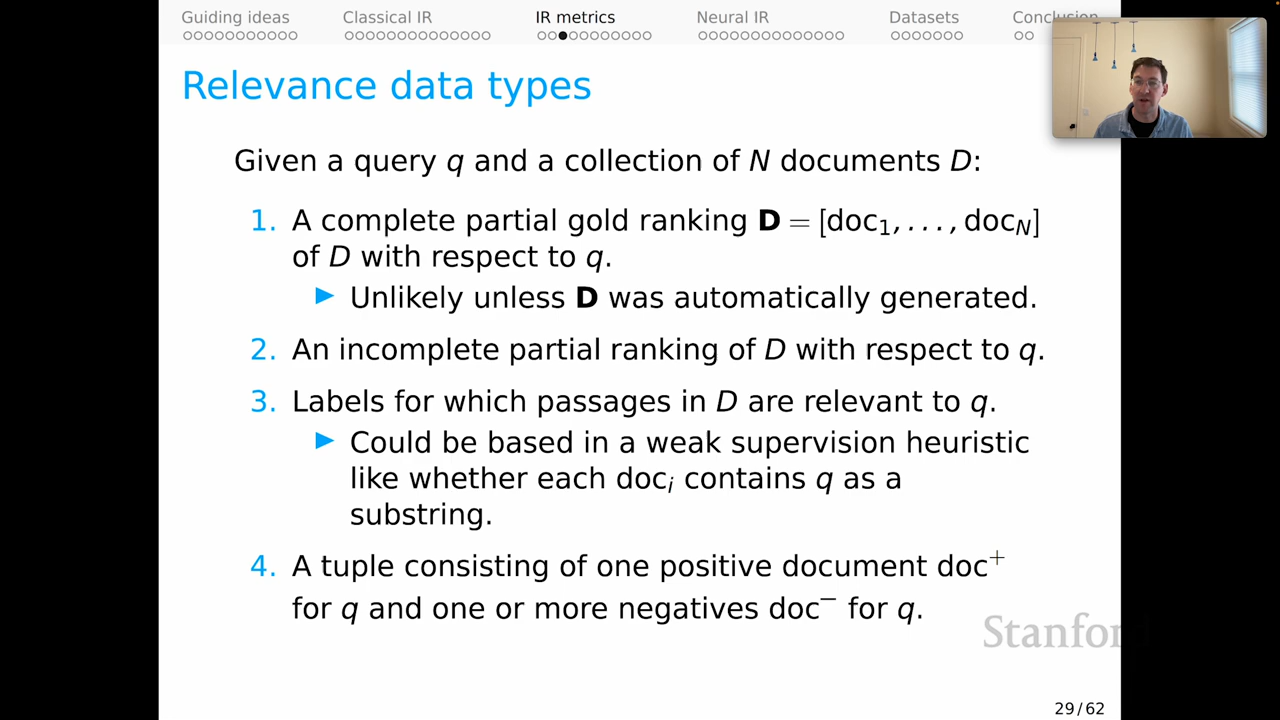 Guiding ideas Classical IR IR metrics Neural IR Datasets Conclusion
Relevance data types
Given a query q and a collection of N documents D:
1. A complete partial gold ranking D = [doc₁, . . . , doc_N]
of D with respect to q.
▶ Unlikely unless D was automatically generated.
2. An incomplete partial ranking of D with respect to q.
3. Labels for which passages in D are relevant to q.
▶ Could be based in a weak supervision heuristic
like whether each docᵢ contains q as a
substring.
4. A tuple consisting of one positive document doc⁺
for q and one or more negatives doc⁻ for q.
Stanford
29 / 62